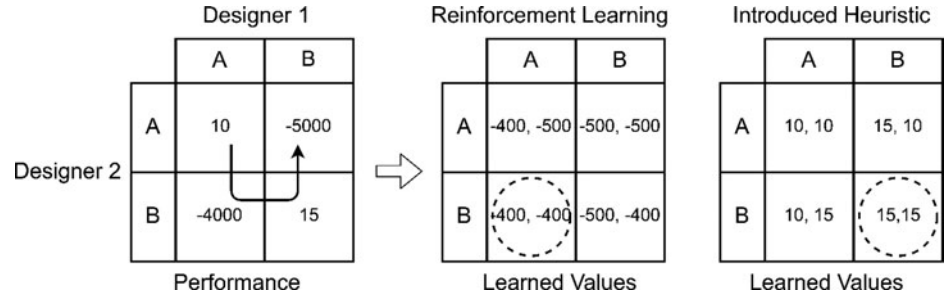 Designer 1 Reinforcement Learning Introduced Heuristic
A B A B A B
A 10 -5000 A -400, -500 -500, -500 A 10, 10 15, 10
Designer 2
B -4000 15 B -400, -400 -500, -400 B 10, 15 15,15
Performance Learned Values Learned Values